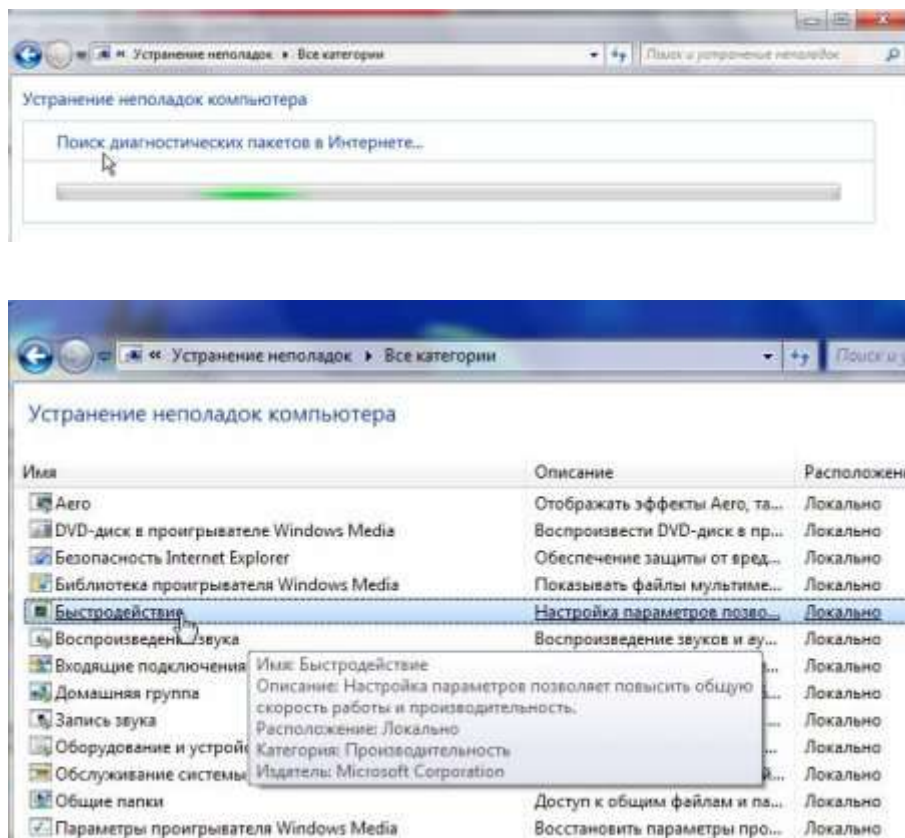 « Устранение неполадок ▸ Все категории
Поиск и устранение неполадок
Устранение неполадок компьютера
Поиск диагностических пакетов в Интернете...
« Устранение неполадок ▸ Все категории
Поиск и у
Устранение неполадок компьютера
Имя Описание Расположен
Aero Отображать эффекты Aero, та... Локально
DVD-диск в проигрывателе Windows Media Воспроизвести DVD-диск в пр... Локально
Безопасность Internet Explorer Обеспечение защиты от вред... Локально
Библиотека проигрывателя Windows Media Показывать файлы мультиме... Локально
Быстродействие Настройка параметров позво... Локально
Воспроизведение звука Воспроизведение звуков и ау... Локально
Входящие подключения Локально
Домашняя группа Локально
Запись звука Локально
Оборудование и устрой Локально
Обслуживание системы Локально
Имя: Быстродействие
Описание: Настройка параметров позволяет повысить общую
скорость работы и производительность.
Расположение: Локально
Категория: Производительность
Издатель: Microsoft Corporation
Общие папки Доступ к общим файлам и па... Локально
Параметры проигрывателя Windows Media Восстановить параметры про... Локально